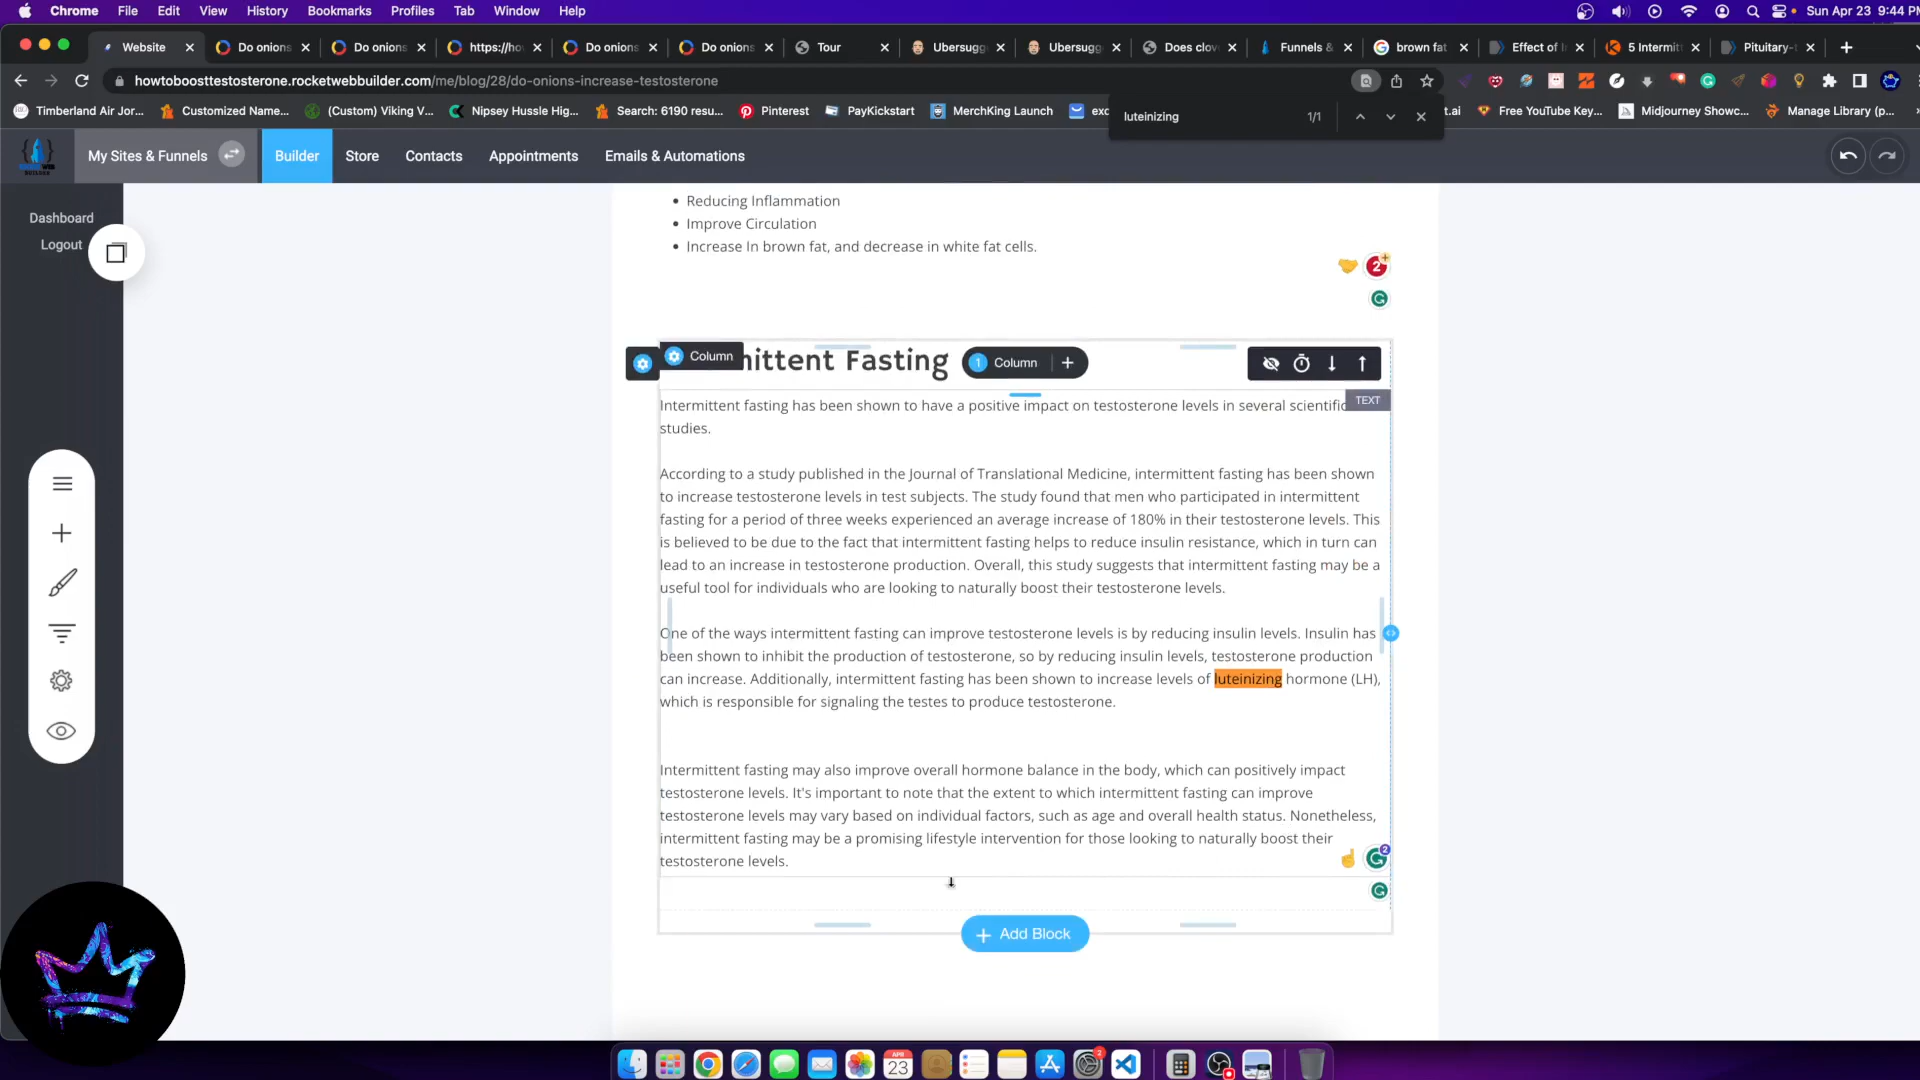 Chrome File Edit View History Bookmarks Profiles Tab Window Help Sun Apr 23 9:44 PM
Website Do onions Do onions https://ho Do onions Do onions Tour Ubersugg Ubersugg Does clov Funnels & brown fat Effect of I 5 Intermitt Pituitary-
howtoboosttestosterone.rocketwebbuilder.com/me/blog/28/do-onions-increase-testosterone
Timberland Air Jor... Customized Name... (Custom) Viking V... Nipsey Hussle Hig... Search: 6190 resu... Pinterest PayKickstart MerchKing Launch exc t.ai Free YouTube Key... Midjourney Showc... Manage Library (p...
luteinizing 1/1
My Sites & Funnels Builder Store Contacts Appointments Emails & Automations
Dashboard
Logout
Reducing Inflammation
Improve Circulation
Increase In brown fat, and decrease in white fat cells.
2
Column
mittent Fasting
1 Column +
TEXT
Intermittent fasting has been shown to have a positive impact on testosterone levels in several scientific
studies.
According to a study published in the Journal of Translational Medicine, intermittent fasting has been shown
to increase testosterone levels in test subjects. The study found that men who participated in intermittent
fasting for a period of three weeks experienced an average increase of 180% in their testosterone levels. This
is believed to be due to the fact that intermittent fasting helps to reduce insulin resistance, which in turn can
lead to an increase in testosterone production. Overall, this study suggests that intermittent fasting may be a
useful tool for individuals who are looking to naturally boost their testosterone levels.
One of the ways intermittent fasting can improve testosterone levels is by reducing insulin levels. Insulin has
been shown to inhibit the production of testosterone, so by reducing insulin levels, testosterone production
can increase. Additionally, intermittent fasting has been shown to increase levels of luteinizing hormone (LH),
which is responsible for signaling the testes to produce testosterone.
Intermittent fasting may also improve overall hormone balance in the body, which can positively impact
testosterone levels. It's important to note that the extent to which intermittent fasting can improve
testosterone levels may vary based on individual factors, such as age and overall health status. Nonetheless,
intermittent fasting may be a promising lifestyle intervention for those looking to naturally boost their
testosterone levels.
2
+ Add Block
APR
23
2